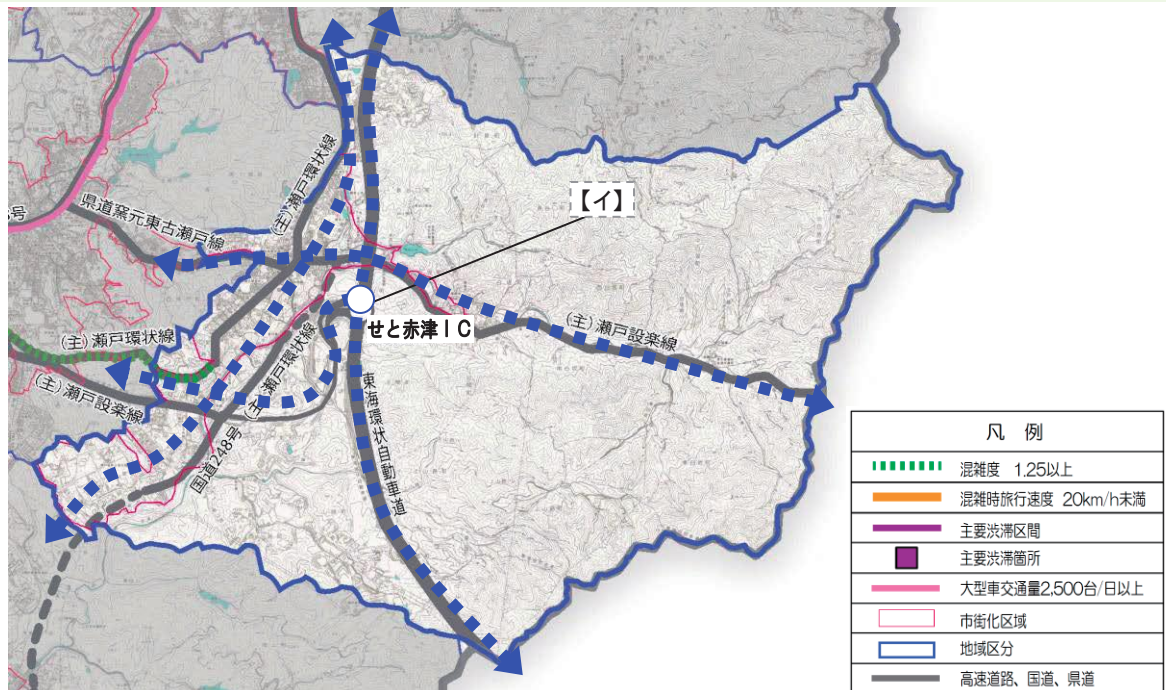 (主)瀬戸環状線
県道窯元東古瀬戸線
号
【イ】
せと赤津IC
(主)瀬戸環状線
(主)瀬戸設楽線
(主)瀬戸設楽線
(主)瀬戸環状線
国道248号
東海環状自動車道
凡 例
混雑度 1.25以上
混雑時旅行速度 20km/h未満
主要渋滞区間
主要渋滞箇所
大型車交通量2,500台/日以上
市街化区域
地域区分
高速道路、国道、県道